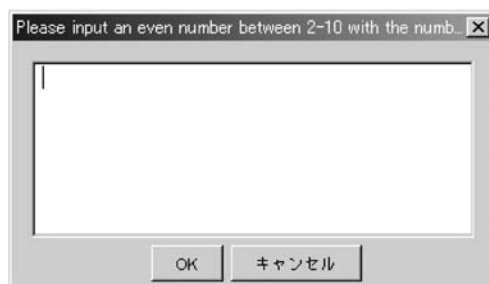 Please input an even number between 2-10 with the numb...
OK
キャンセル